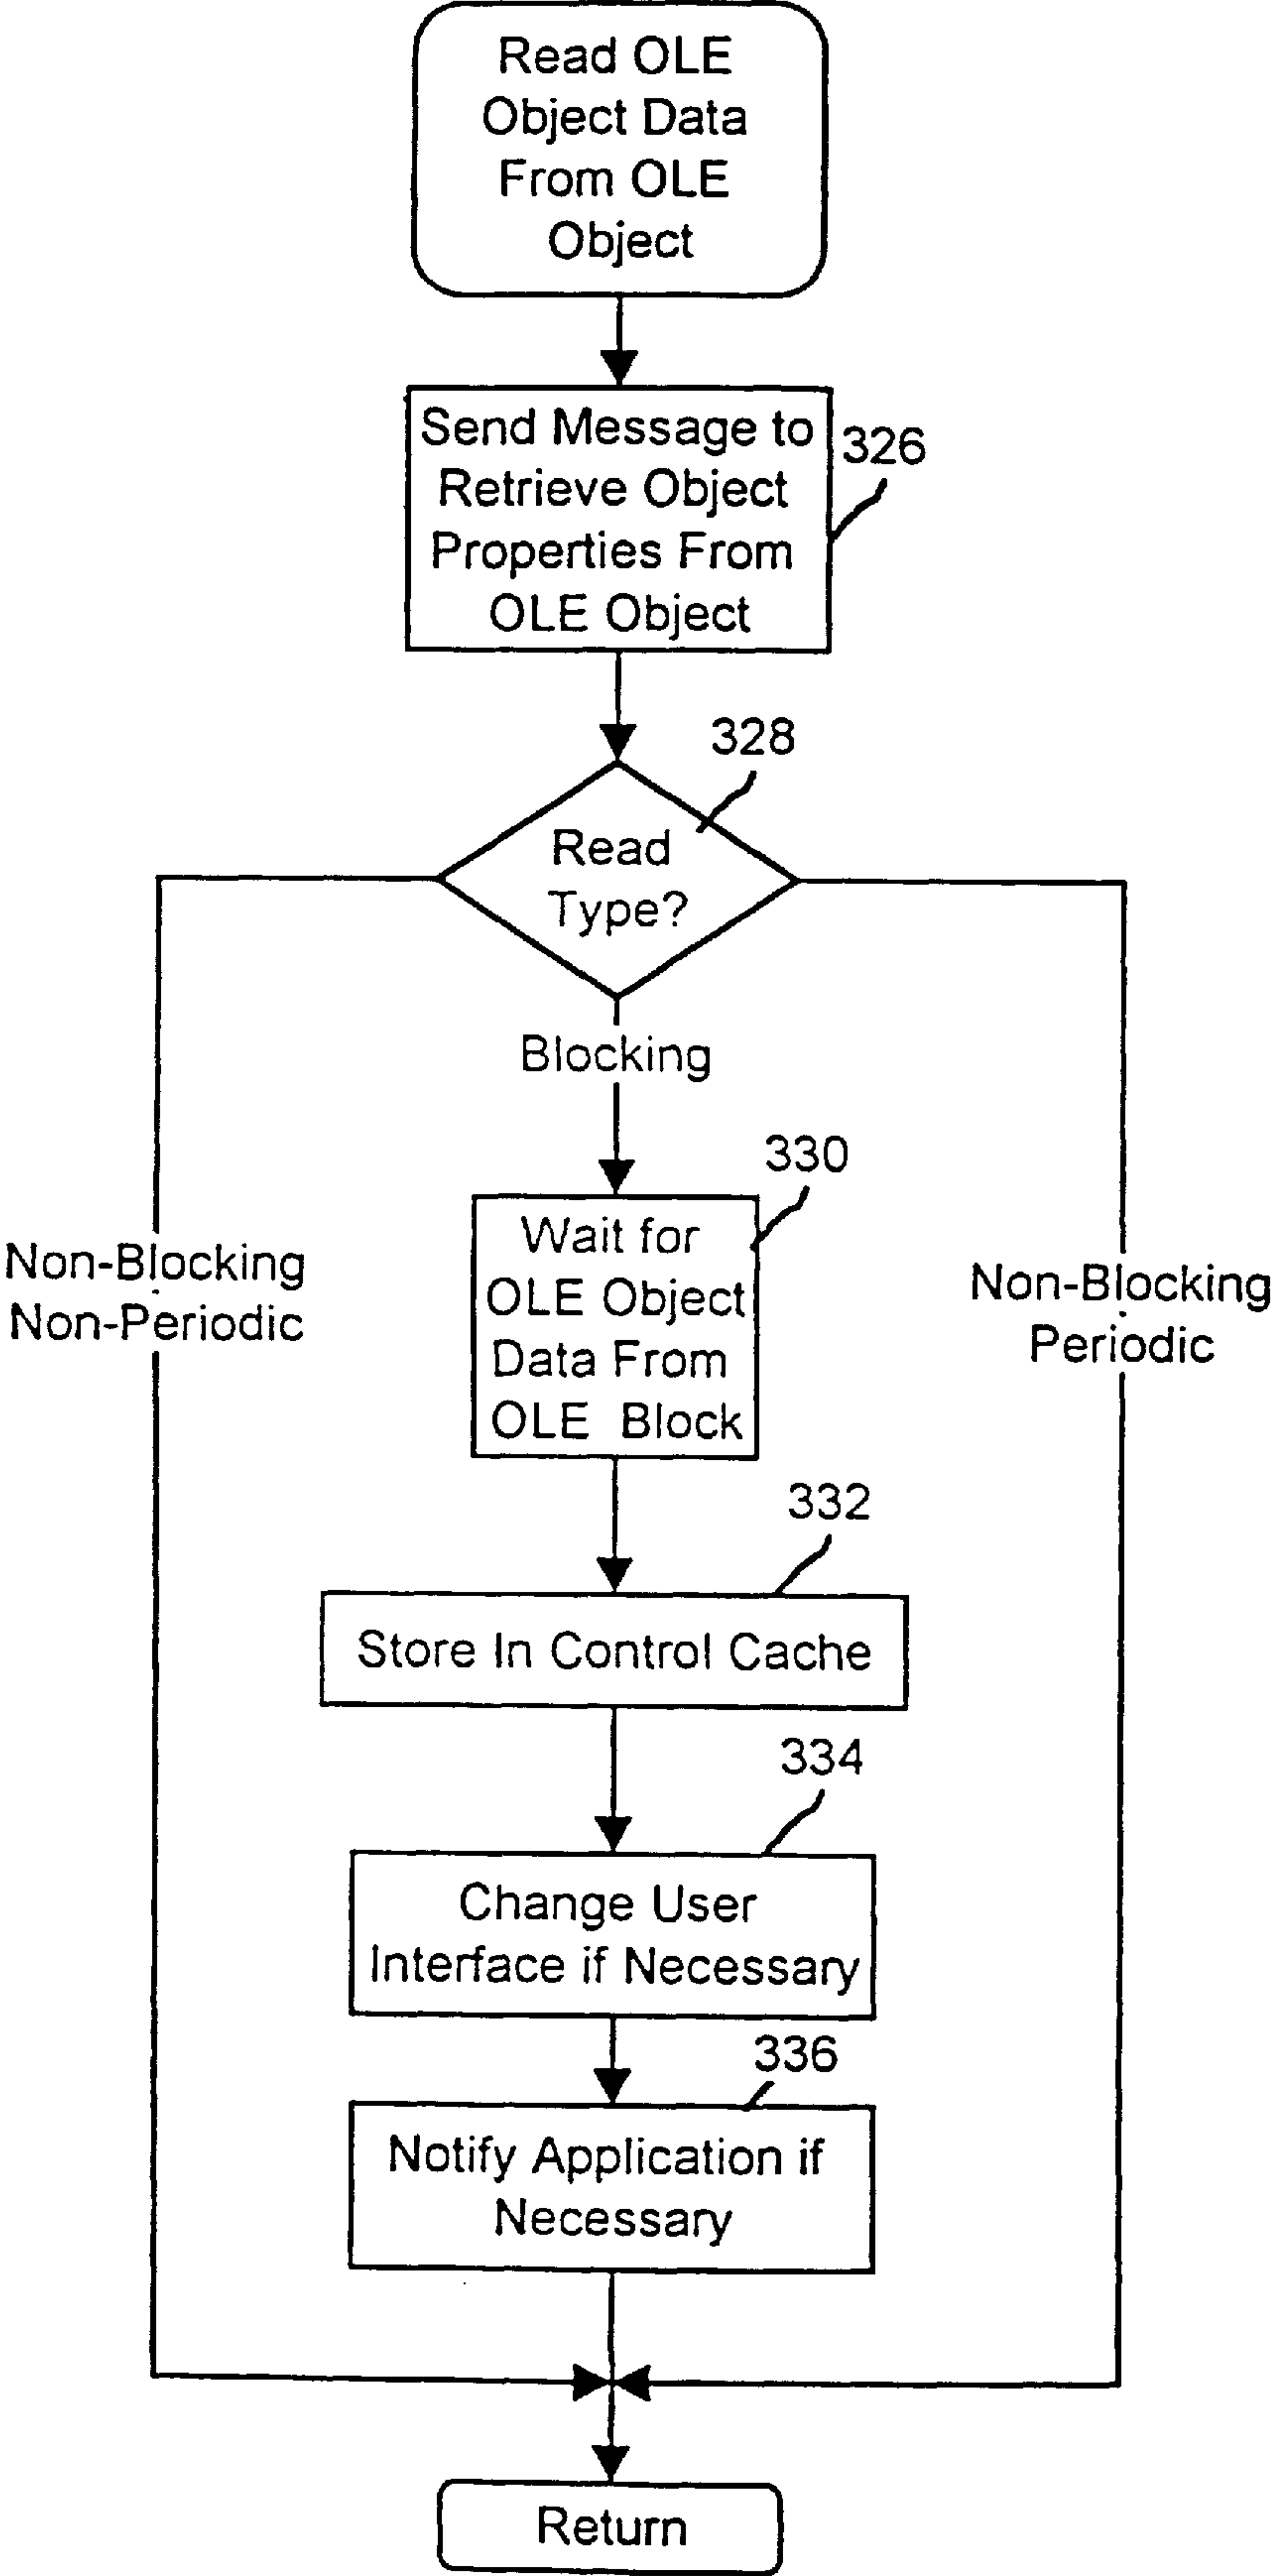 Read OLE
Object Data
From OLE
Object
Send Message to
Retrieve Object
Properties From
OLE Object
326
328
Read
Type?
Blocking
Non-Blocking
Non-Periodic
Non-Blocking
Periodic
330
Wait for
OLE Object
Data From
OLE Block
332
Store In Control Cache
334
Change User
Interface if Necessary
336
Notify Application if
Necessary
Return